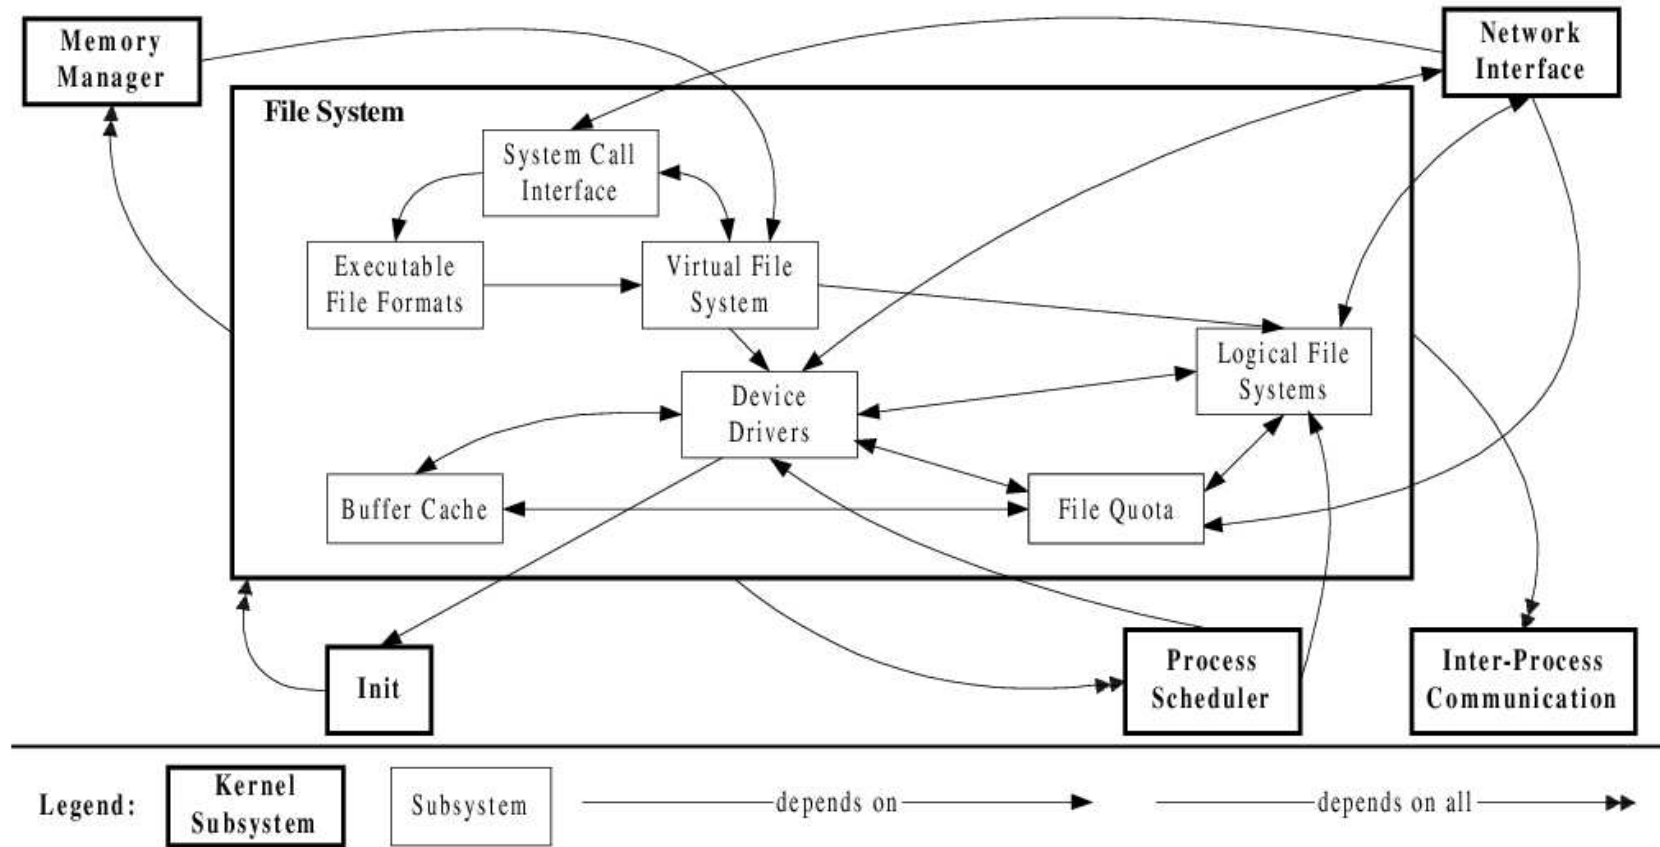 Memory
Manager
Network
Interface
File System
System Call
Interface
Executable
File Formats
Virtual File
System
Logical File
Systems
Device
Drivers
Buffer Cache
File Quota
Init
Process
Scheduler
Inter-Process
Communication
Legend:
Kernel
Subsystem
Subsystem
depends on
depends on all